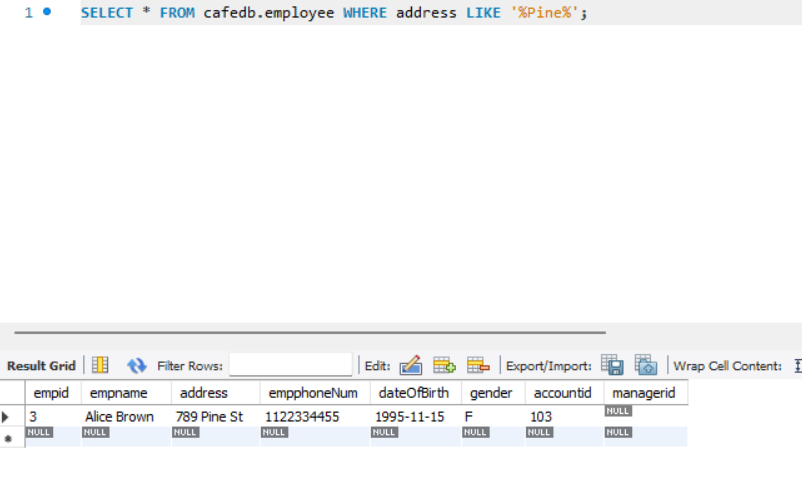 1 SELECT * FROM cafedb.employee WHERE address LIKE '%Pine%';
Result Grid Filter Rows: Edit: Export/Import: Wrap Cell Content:
empid empname address empphoneNum dateOfBirth gender accountid managerid
3 Alice Brown 789 Pine St 1122334455 1995-11-15 F 103 NULL
NULL NULL NULL NULL NULL NULL NULL NULL